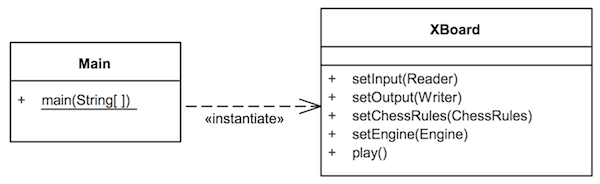 Main
+ main(String[ ])
«instantiate»
XBoard
+ setInput(Reader)
+ setOutput(Writer)
+ setChessRules(ChessRules)
+ setEngine(Engine)
+ play()